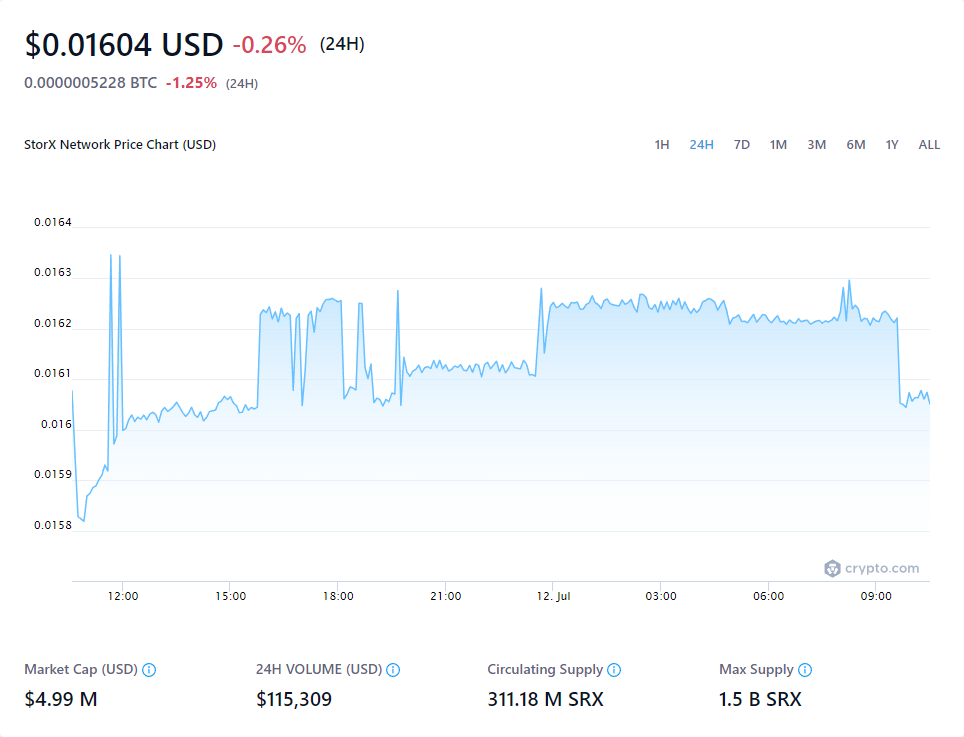 $0.01604 USD -0.26% (24H)
0.0000005228 BTC -1.25% (24H)
StorX Network Price Chart (USD) 1H 24H 7D 1M 3M 6M 1Y ALL
0.0164
0.0163
0.0162
0.0161
0.016
0.0159
0.0158
crypto.com
12:00 15:00 18:00 21:00 12. Jul 03:00 06:00 09:00
Market Cap (USD) 24H VOLUME (USD) Circulating Supply Max Supply
$4.99 M $115,309 311.18 M SRX 1.5 B SRX